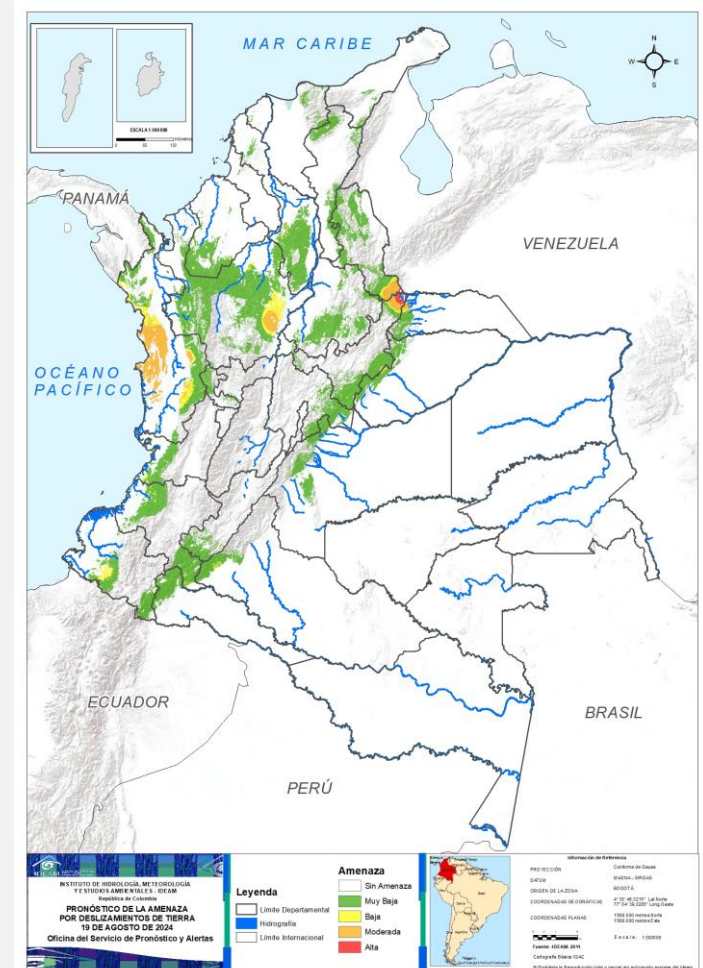 MAR CARIBE
N
W
E
S
PANAMÁ
VENEZUELA
OCÉANO
PACÍFICO
ECUADOR
BRASIL
PERÚ
IDEAM
INSTITUTO DE HIDROLOGÍA, METEOROLOGÍA
Y ESTUDIOS AMBIENTALES - IDEAM
República de Colombia
PRONÓSTICO DE LA AMENAZA
POR DESLIZAMIENTOS DE TIERRA
19 DE AGOSTO DE 2024
Oficina del Servicio de Pronóstico y Alertas
Leyenda
Límite Departamental
Hidrografía
Límite Internacional
Amenaza
Sin Amenaza
Muy Baja
Baja
Moderada
Alta
Información de Referencia
PROYECCIÓN
Conforme de Gauss
DATUM
MAGNA - SIRGAS
ORIGEN DE LA ZONA
BOGOTÁ
COORDENADAS GEOGRÁFICAS
COORDENADAS PLANAS
Fuente: IDEAM 2011
Cartografía Básica IGAC